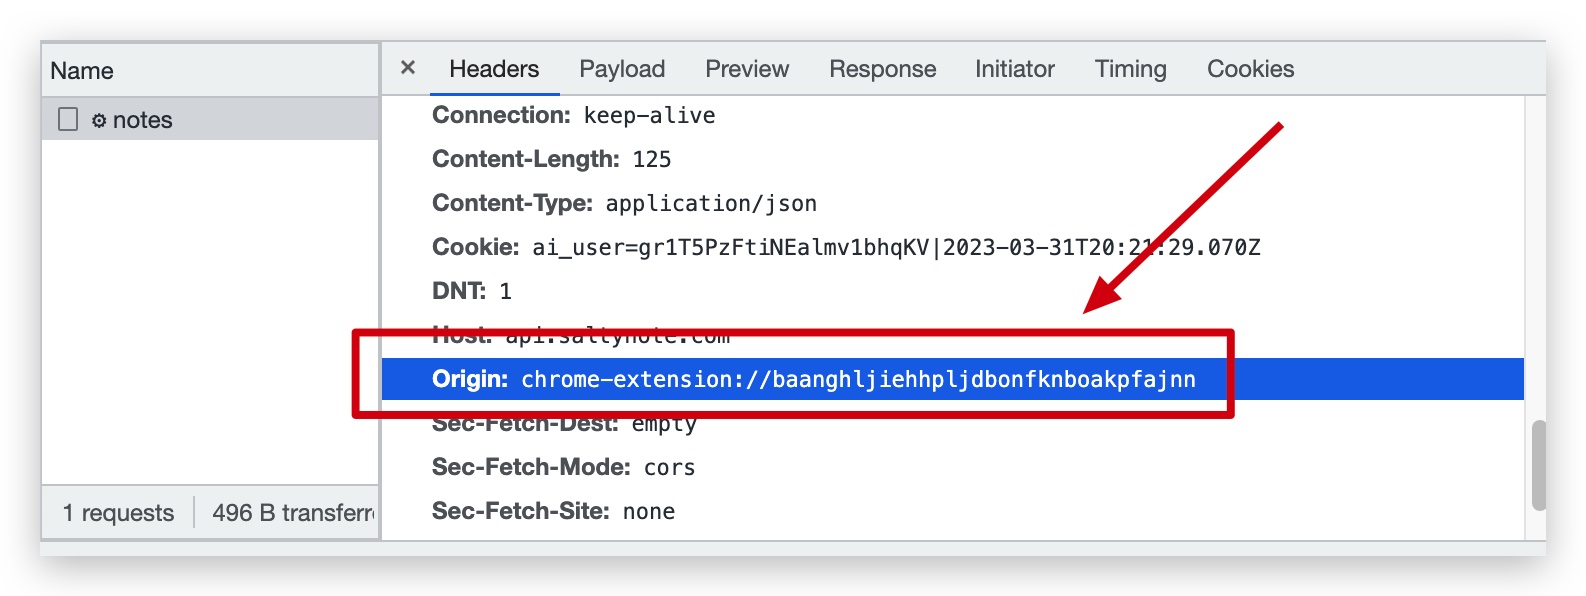 Name
notes
1 requests
496 B transferre
Headers Payload Preview Response Initiator Timing Cookies
Connection: keep-alive
Content-Length: 125
Content-Type: application/json
Cookie: ai_user=gr1T5PzFtiNEalmv1bhqKV|2023-03-31T20:21:29.070Z
DNT: 1
Host: api.saltynote.com
Origin: chrome-extension://baanghljiehhpljdbonfknboakpfajnn
Sec-Fetch-Dest: empty
Sec-Fetch-Mode: cors
Sec-Fetch-Site: none